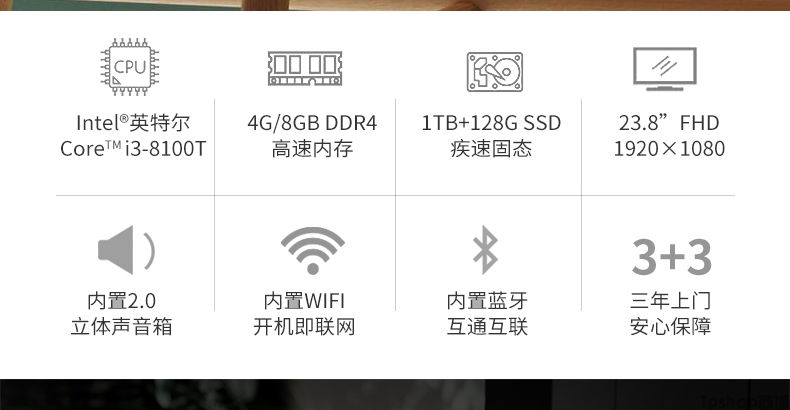 CPU
Intel®英特尔
Core™ i3-8100T
4G/8GB DDR4
高速内存
1TB+128G SSD
疾速固态
23.8”FHD
1920×1080
内置2.0
立体声音箱
内置WIFI
开机即联网
内置蓝牙
互通互联
3+3
三年上门
安心保障